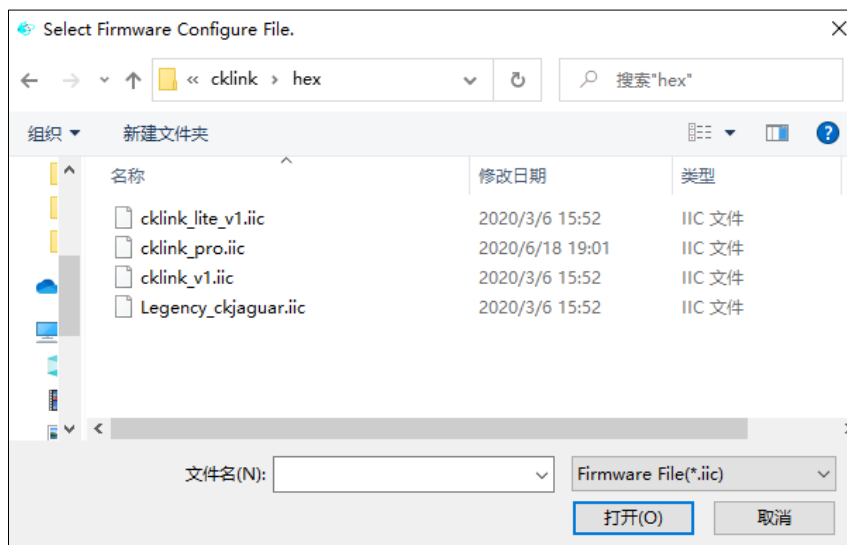 Select Firmware Configure File.
« cklink › hex
搜索"hex"
组织 新建文件夹
名称 修改日期 类型
cklink_lite_v1.iic 2020/3/6 15:52 IIC 文件
cklink_pro.iic 2020/6/18 19:01 IIC 文件
cklink_v1.iic 2020/3/6 15:52 IIC 文件
Legency_ckjaguar.iic 2020/3/6 15:52 IIC 文件
文件名(N): Firmware File(*.iic)
打开(O) 取消